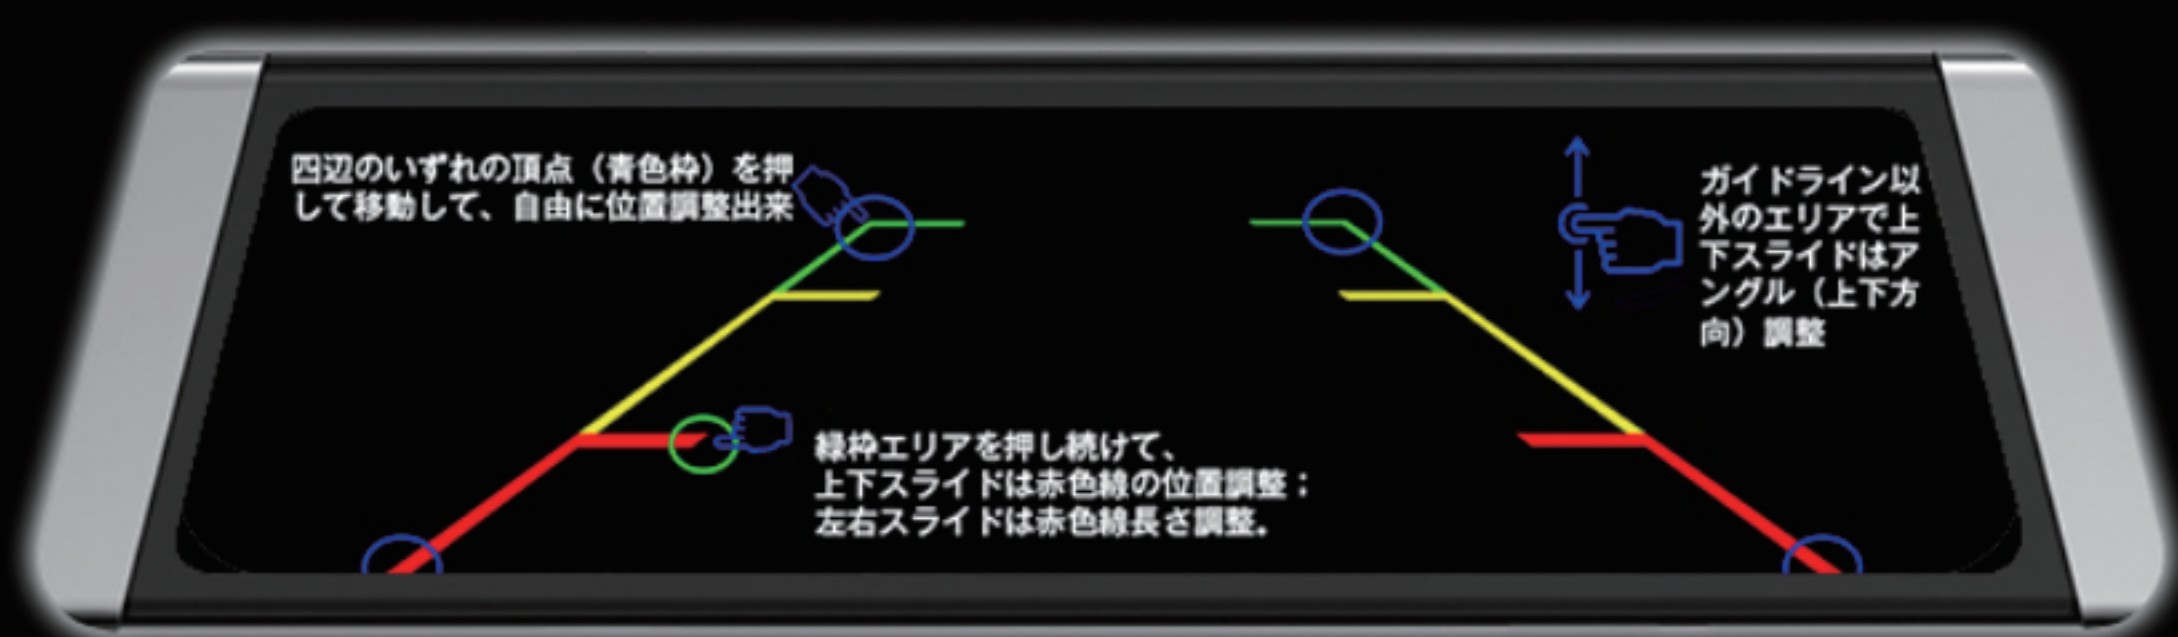 四辺のいずれの頂点（青色枠）を押
して移動して、自由に位置調整出来
ガイドライン以
外のエリアで上
下スライドはア
ングル（上下方
向）調整
緑枠エリアを押し続けて、
上下スライドは赤色線の位置調整；
左右スライドは赤色線長さ調整。